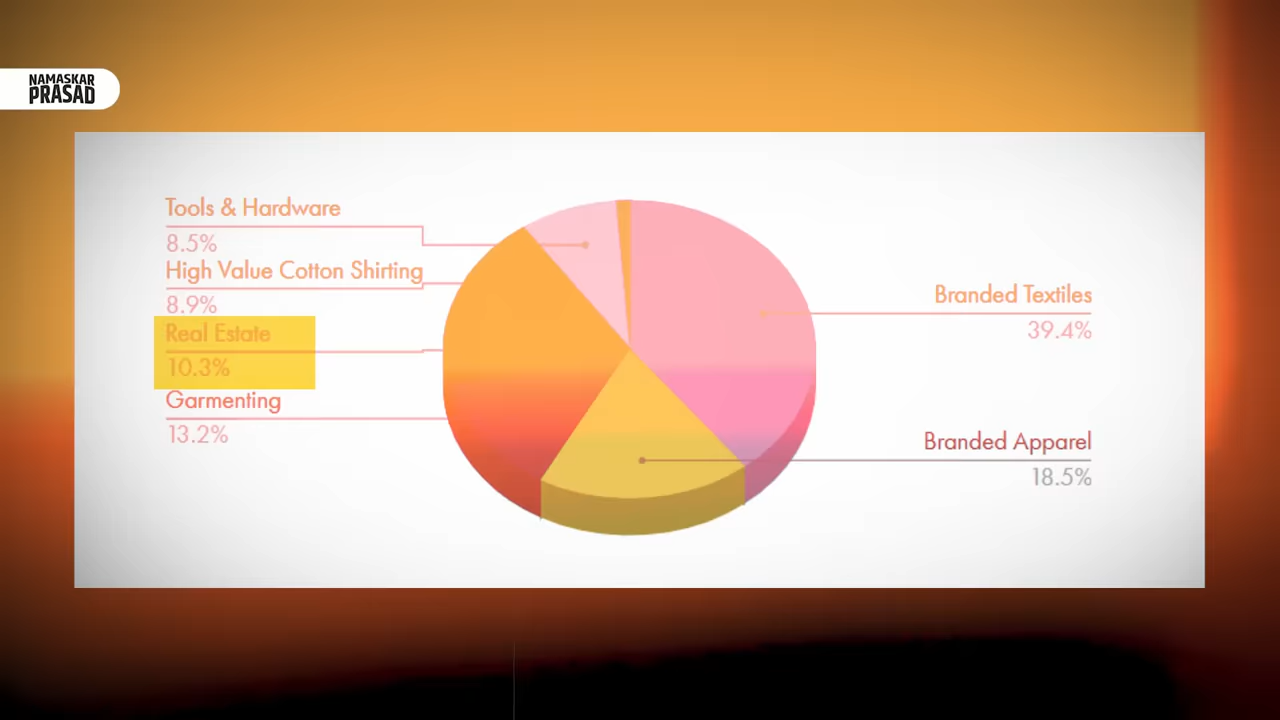 NAMASKAR
PRASAD
Tools & Hardware
8.5%
High Value Cotton Shirting
8.9%
Real Estate
10.3%
Garmenting
13.2%
Branded Textiles
39.4%
Branded Apparel
18.5%